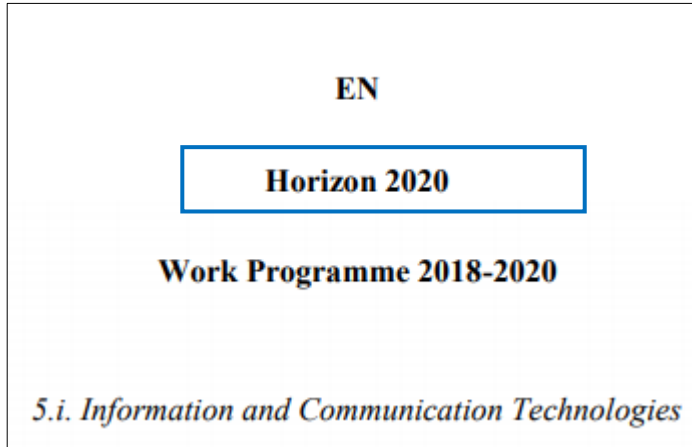 EN
Horizon 2020
Work Programme 2018-2020
5.i. Information and Communication Technologies